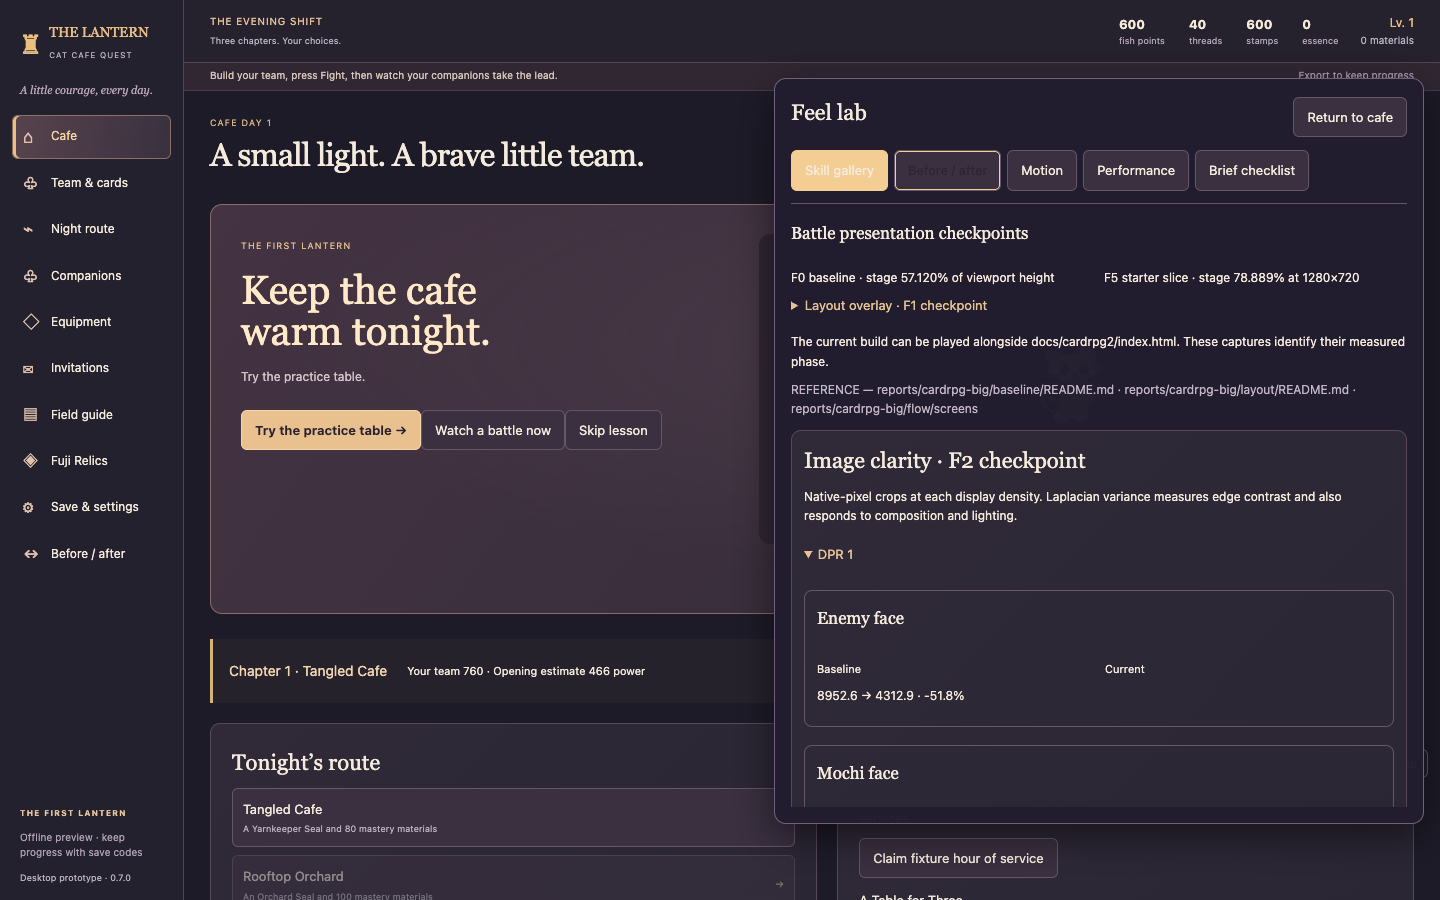 THE LANTERN
CAT CAFE QUEST
A little courage, every day.
Cafe
Team & cards
Night route
Companions
Equipment
Invitations
Field guide
Fuji Relics
Save & settings
Before / after
THE FIRST LANTERN
Offline preview · keep
progress with save codes
Desktop prototype · 0.7.0
THE EVENING SHIFT
Three chapters. Your choices.
600 fish points
40 threads
600 stamps
0 essence
Lv. 1
0 materials
Build your team, press Fight, then watch your companions take the lead.
Export to keep progress
CAFE DAY 1
A small light. A brave little team.
THE FIRST LANTERN
Keep the cafe
warm tonight.
Try the practice table.
Try the practice table →
Watch a battle now
Skip lesson
Chapter 1 · Tangled Cafe
Your team 760 · Opening estimate 466 power
Tonight’s route
Tangled Cafe
A Yarnkeeper Seal and 80 mastery materials
Rooftop Orchard
→
An Orchard Seal and 100 mastery materials
Feel lab
Return to cafe
Skill gallery
Before / after
Motion
Performance
Brief checklist
Battle presentation checkpoints
F0 baseline · stage 57.120% of viewport height
F5 starter slice · stage 78.889% at 1280×720
Layout overlay · F1 checkpoint
The current build can be played alongside docs/cardrpg2/index.html. These captures identify their measured
phase.
REFERENCE — reports/cardrpg-big/baseline/README.md · reports/cardrpg-big/layout/README.md ·
reports/cardrpg-big/flow/screens
Image clarity · F2 checkpoint
Native-pixel crops at each display density. Laplacian variance measures edge contrast and also
responds to composition and lighting.
DPR 1
Enemy face
Baseline
Current
8952.6 → 4312.9 · -51.8%
Mochi face
Claim fixture hour of service
A Table for Three